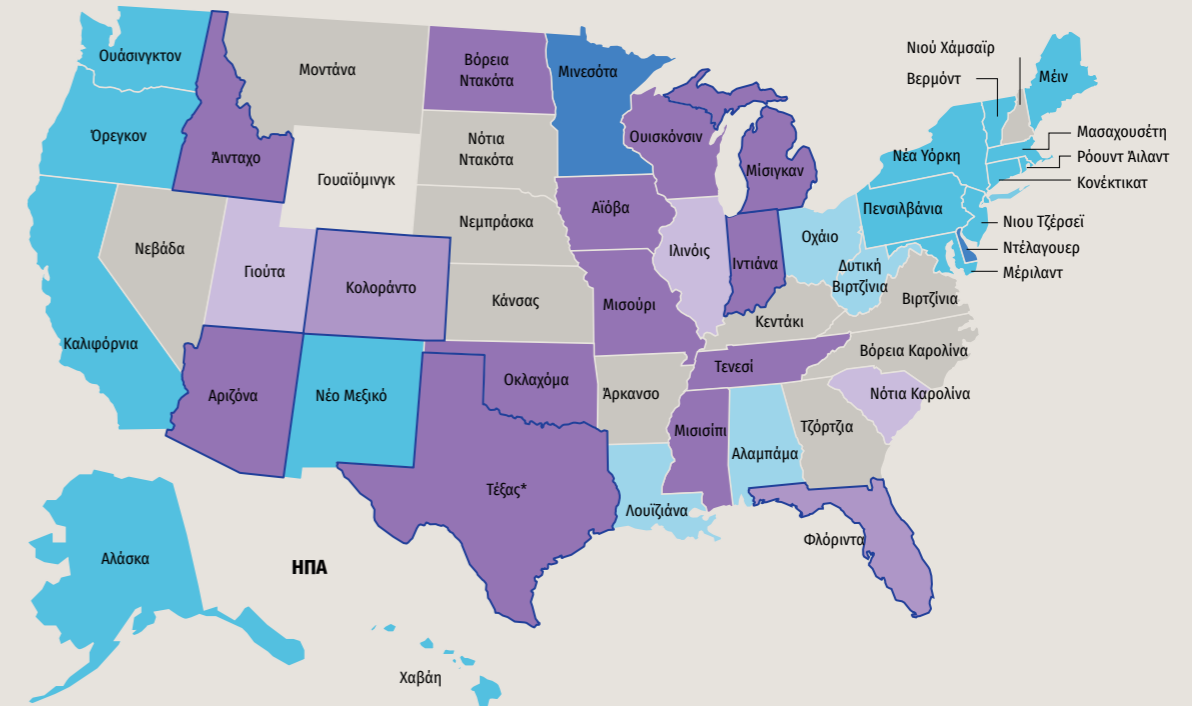 Ουάσινγκτον
Μοντάνα
Βόρεια
Ντακότα
Μινεσότα
Νιού Χάμσαϊρ
Βερμόντ
Μέιν
Όρεγκον
Άινταχο
Νότια
Ντακότα
Ουισκόνσιν
Μίσιγκαν
Νέα Υόρκη
Μασαχουσέτη
Ρόουντ Άιλαντ
Κονέκτικατ
Γουαϊόμινγκ
Αϊόβα
Πενσιλβάνια
Νιου Τζέρσεϊ
Ντέλαγουερ
Μέριλαντ
Νεβάδα
Γιούτα
Κολοράντο
Νεμπράσκα
Ιλινόις
Ιντιάνα
Οχάιο
Δυτική
Βιρτζίνια
Βιρτζίνια
Κάνσας
Μισούρι
Κεντάκι
Καλιφόρνια
Βόρεια Καρολίνα
Αριζόνα
Νέο Μεξικό
Οκλαχόμα
Άρκανσο
Τενεσί
Νότια Καρολίνα
Μισισίπι
Αλαμπάμα
Τζόρτζια
Τέξας*
Λουϊζιάνα
Φλόριντα
Αλάσκα
ΗΠΑ
Χαβάη